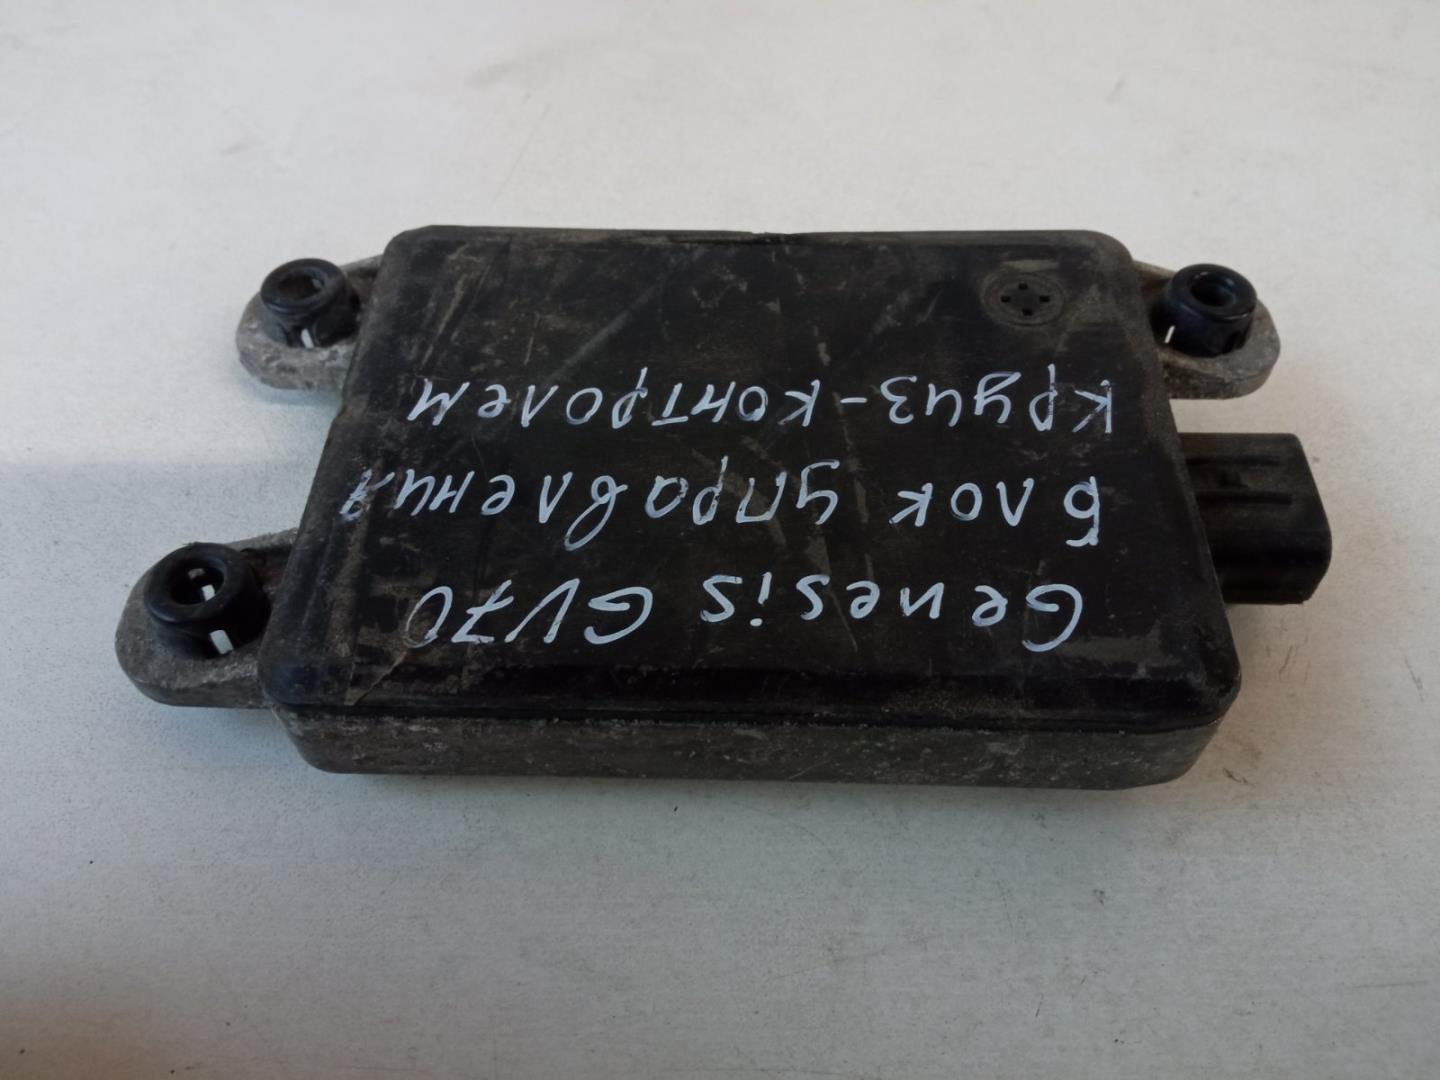 Genesis GV70
Блок управления
круиз-контролем